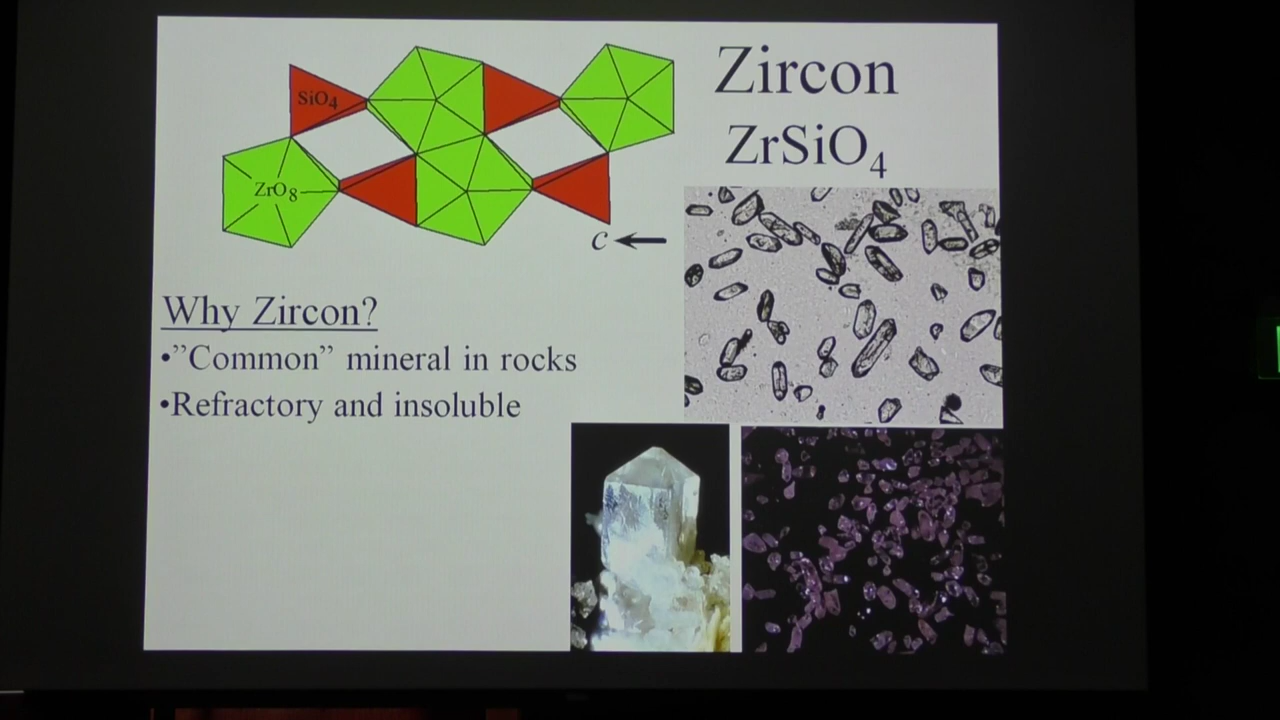 Zircon
ZrSiO₄
SiO₄
ZrO₈
c
Why Zircon?
•”Common” mineral in rocks
•Refractory and insoluble